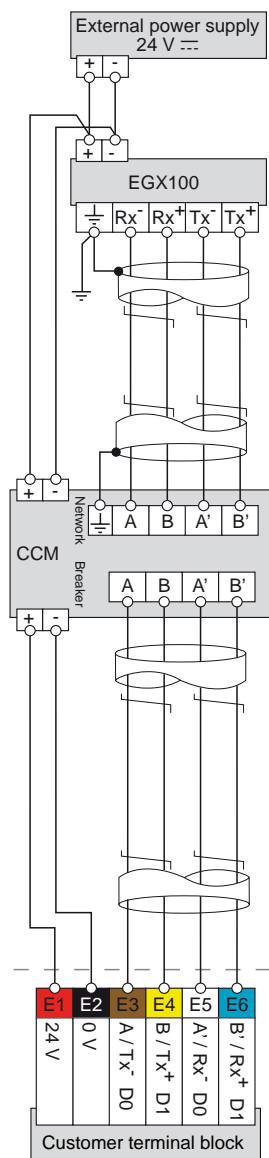 External power supply
24 V ⎓
+ -
+ -
EGX100
⏚ Rx- Rx+ Tx- Tx+
+ -
Network
⏚ A B A' B'
CCM
Breaker
A B A' B'
+ -
E1 E2 E3 E4 E5 E6
24 V
0 V
A / Tx- D0
B / Tx+ D1
A' / Rx- D0
B' / Rx+ D1
Customer terminal block